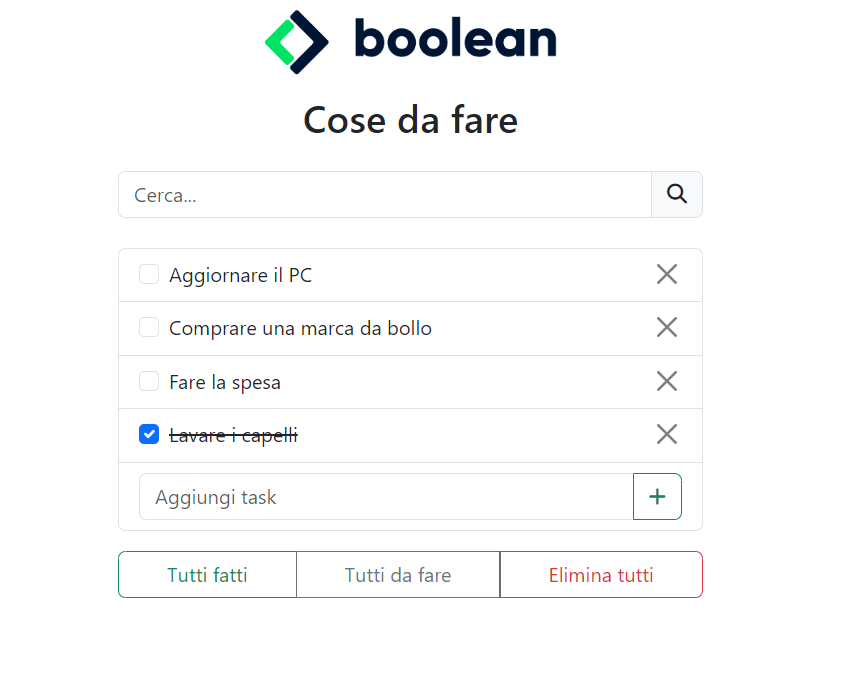 boolean
Cose da fare
Cerca...
Aggiornare il PC
Comprare una marca da bollo
Fare la spesa
Lavare i capelli
Aggiungi task
Tutti fatti Tutti da fare Elimina tutti